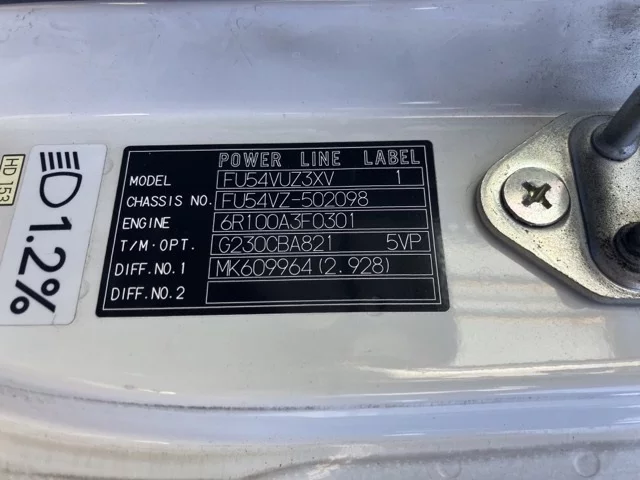 POWER LINE LABEL
MODEL FU54VUZ3XV 1
CHASSIS NO. FU54VZ-502098
ENGINE 6R100A3F0301
T/M·OPT. G230CBA821 5VP
DIFF.NO.1 MK609964(2.928)
DIFF.NO.2
1.2%
HD 153